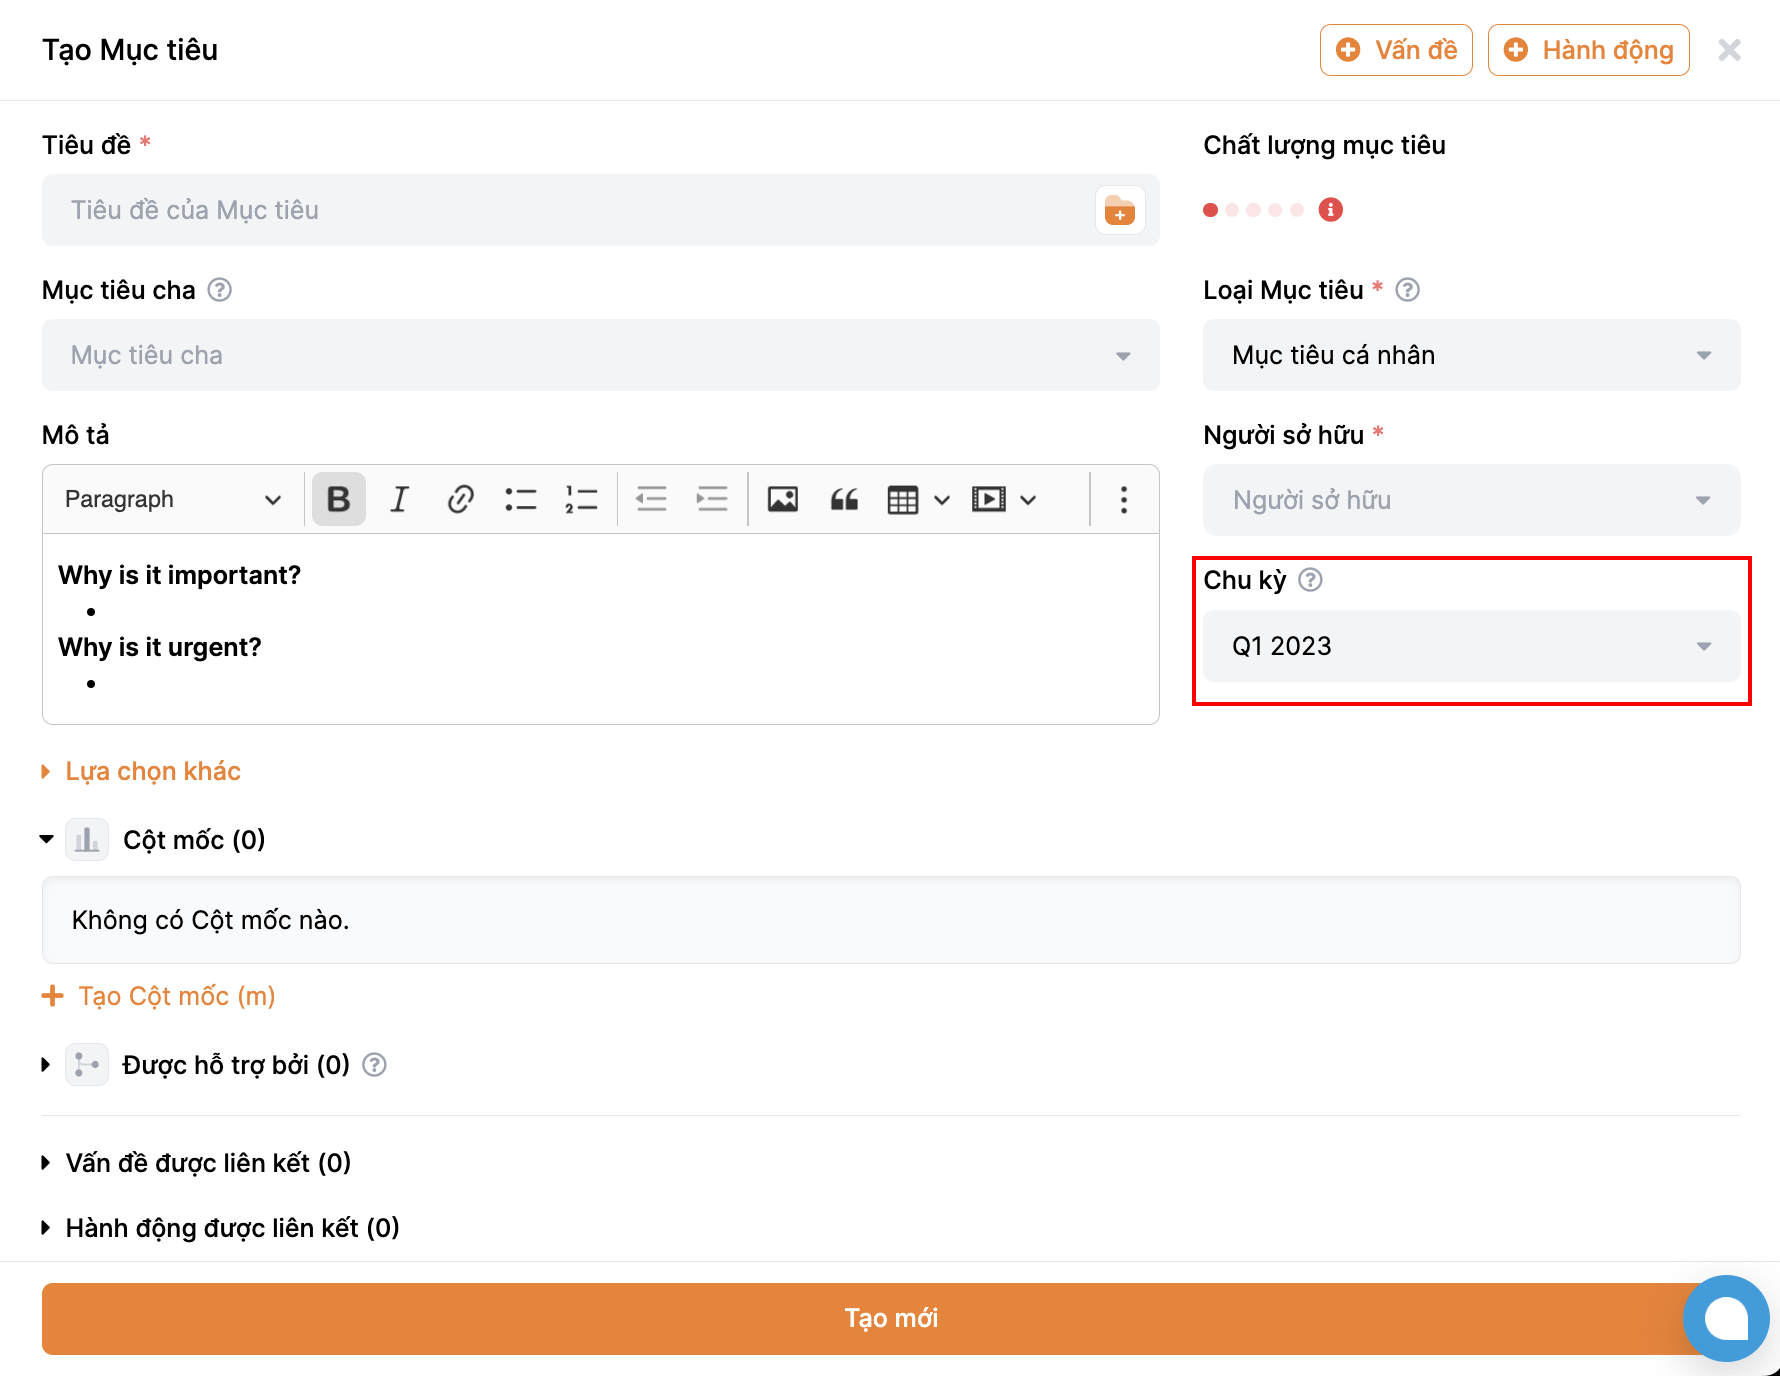 Tạo Mục tiêu
Vấn đề
Hành động
Tiêu đề *
Tiêu đề của Mục tiêu
Chất lượng mục tiêu
Mục tiêu cha
Mục tiêu cha
Loại Mục tiêu *
Mục tiêu cá nhân
Mô tả
Paragraph
Why is it important?
Why is it urgent?
Người sở hữu *
Người sở hữu
Chu kỳ
Q1 2023
Lựa chọn khác
Cột mốc (0)
Không có Cột mốc nào.
Tạo Cột mốc (m)
Được hỗ trợ bởi (0)
Vấn đề được liên kết (0)
Hành động được liên kết (0)
Tạo mới